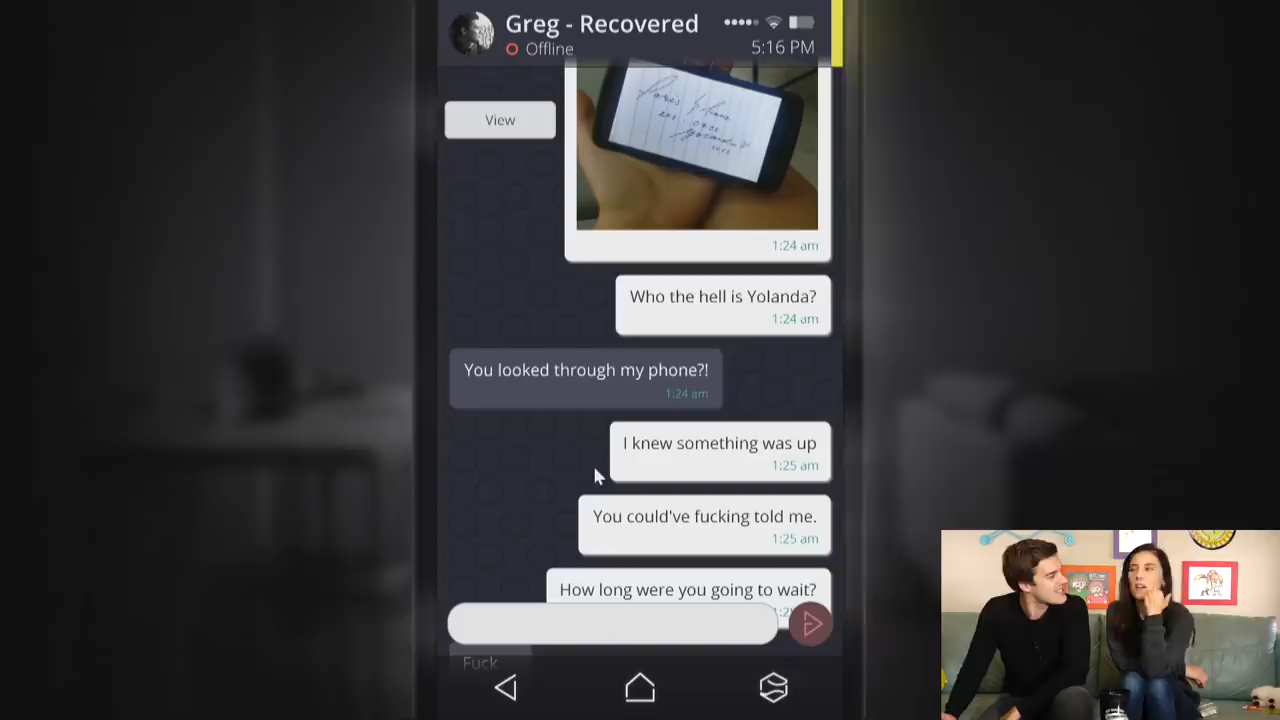 Greg - Recovered
Offline
5:16 PM
View
Paris
1:24 am
Who the hell is Yolanda?
1:24 am
You looked through my phone?!
1:24 am
I knew something was up
1:25 am
You could've fucking told me.
1:25 am
How long were you going to wait?
Fuck